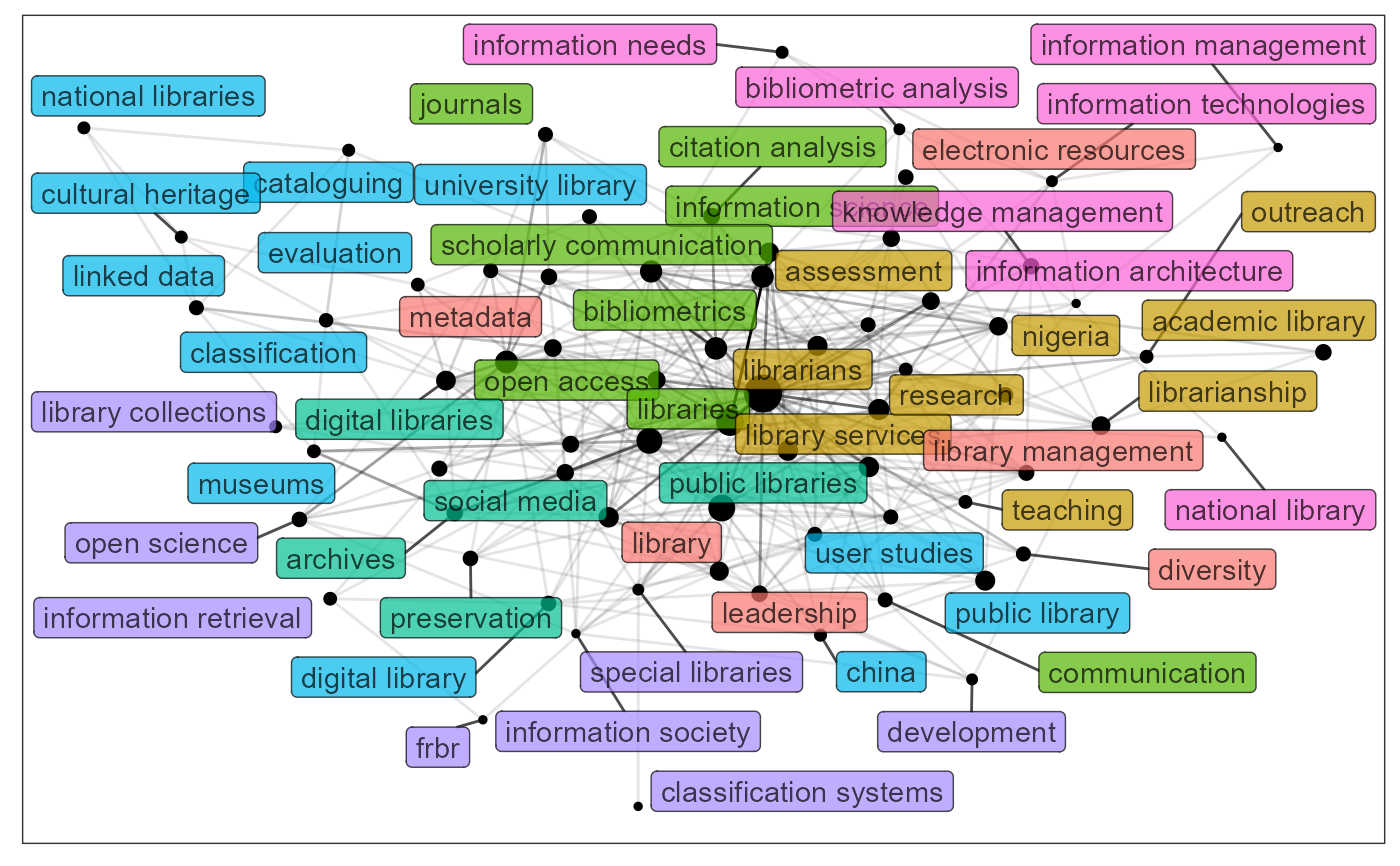 information needs
information management
national libraries
journals
bibliometric analysis
information technologies
citation analysis
electronic resources
cultural heritage
cataloguing
university library
information science
knowledge management
outreach
evaluation
scholarly communication
linked data
assessment
information architecture
metadata
bibliometrics
nigeria
academic library
classification
librarians
open access
research
librarianship
library collections
digital libraries
libraries
library services
library management
museums
social media
public libraries
teaching
national library
open science
archives
library
user studies
diversity
information retrieval
preservation
leadership
public library
digital library
special libraries
china
communication
frbr
information society
development
classification systems